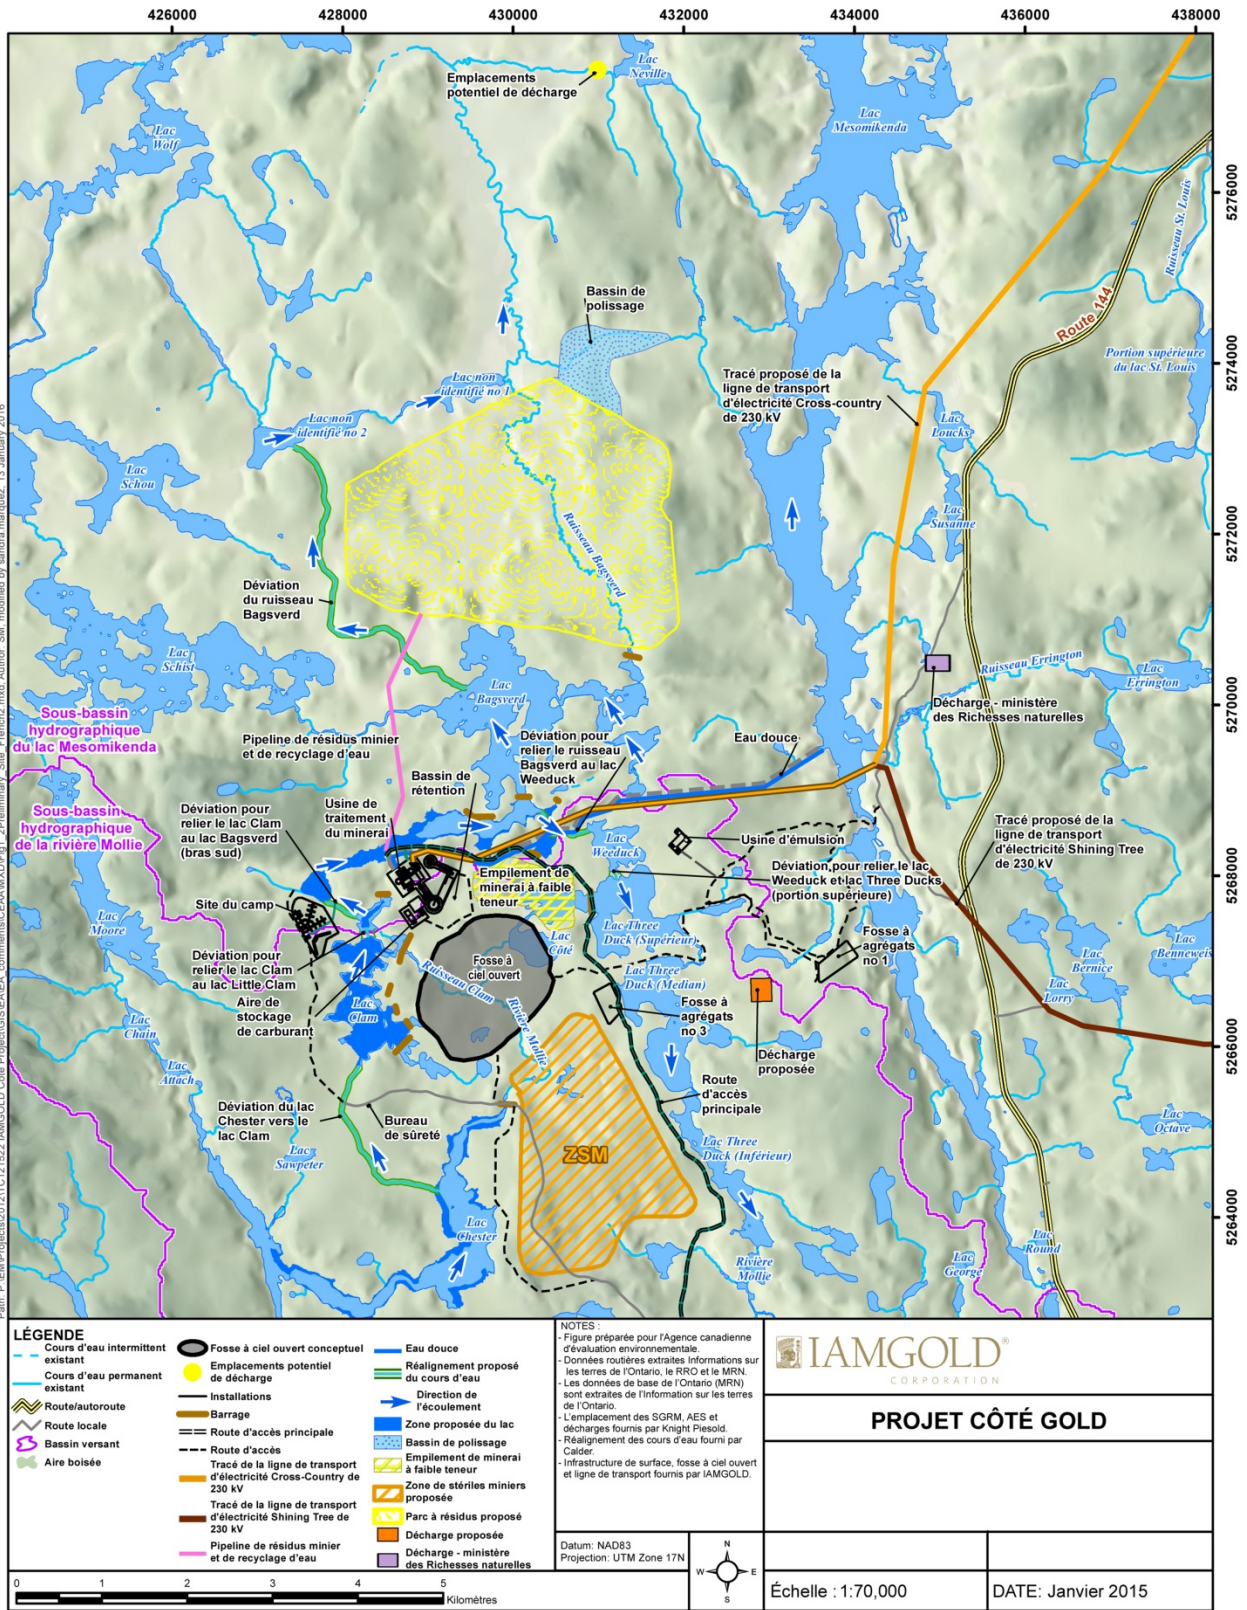 426000
428000
430000
432000
434000
436000
438000
5276000
5274000
5272000
5270000
5268000
5266000
5264000
Emplacements
potentiel de décharge
Lac
Neville
Lac
Mesomikenda
Lac
Wolf
Ruisseau St. Louis
Route 144
Bassin de
polissage
Portion supérieure
du lac St. Louis
Tracé proposé de la
ligne de transport
d'électricité Cross-country
de 230 kV
Lac non
identifié no 1
Lac non
identifié no 2
Lac
Loucks
Lac
Schou
Lac
Susanne
Ruisseau Bagsverd
Déviation
du ruisseau
Bagsverd
Lac
Schist
Lac
Bagsverd
Ruisseau Errington
Lac
Errington
Décharge - ministère
des Richesses naturelles
Sous-bassin
hydrographique
du lac Mesomikenda
Pipeline de résidus minier
et de recyclage d'eau
Déviation pour
relier le ruisseau
Bagsverd au lac
Weeduck
Eau douce
Bassin de
rétention
Sous-bassin
hydrographique
de la rivière Mollie
Déviation pour
relier le lac Clam
au lac Bagsverd
(bras sud)
Usine de
traitement
du minerai
Tracé proposé de la
ligne de transport
d'électricité Shining Tree
de 230 kV
Usine d'émulsion
Lac
Weeduck
Déviation pour relier le lac
Weeduck et lac Three Ducks
(portion supérieure)
Empilement de
minerai à faible
teneur
Site du camp
Lac
Moore
Lac Three
Duck (Supérieur)
Lac
Côté
Fosse à
agrégats
no 1
Lac
Bernice
Lac
Benneweis
Déviation pour
relier le lac Clam
au lac Little Clam
Fosse à
ciel ouvert
Ruisseau Clam
Lac Three
Duck (Median)
Lac
Lorry
Aire de
stockage
de carburant
Lac
Clam
Rivière Mollie
Fosse à
agrégats
no 3
Lac
Chain
Lac
Attach
Décharge
proposée
Route
d'accès
principale
Déviation du lac
Chester vers le
lac Clam
Bureau
de sûreté
Lac
Octave
Lac
Sawpeter
ZSM
Lac Three
Duck (Inférieur)
Lac
Chester
Rivière
Mollie
Lac
George
Lac
Round
LÉGENDE
Cours d'eau intermittent
existant
Cours d'eau permanent
existant
Route/autoroute
Route locale
Bassin versant
Aire boisée
Fosse à ciel ouvert conceptuel
Emplacements potentiel
de décharge
Installations
Barrage
Route d'accès principale
Route d'accès
Tracé de la ligne de transport
d'électricité Cross-Country de
230 kV
Tracé de la ligne de transport
d'électricité Shining Tree de
230 kV
Pipeline de résidus minier
et de recyclage d'eau
Eau douce
Réalignement proposé
du cours d'eau
Direction de
l'écoulement
Zone proposée du lac
Bassin de polissage
Empilement de minerai
à faible teneur
Zone de stériles miniers
proposée
Parc à résidus proposé
Décharge proposée
Décharge - ministère
des Richesses naturelles
0 1 2 3 4 5
Kilomètres
NOTES :
- Figure préparée pour l'Agence canadienne
d'évaluation environnementale.
- Données routières extraites Informations sur
les terres de l'Ontario, le RRO et le MRN.
- Les données de base de l'Ontario (MRN)
sont extraites de l'Information sur les terres
de l'Ontario.
- L'emplacement des SGRM, AES et
décharges fournis par Knight Piesold.
- Réalignement des cours d'eau fourni par
Calder.
- Infrastructure de surface, fosse à ciel ouvert
et ligne de transport fournis par IAMGOLD.
Datum: NAD83
Projection: UTM Zone 17N
N
W E
S
IAMGOLD®
CORPORATION
PROJET CÔTÉ GOLD
Échelle : 1:70,000
DATE: Janvier 2015